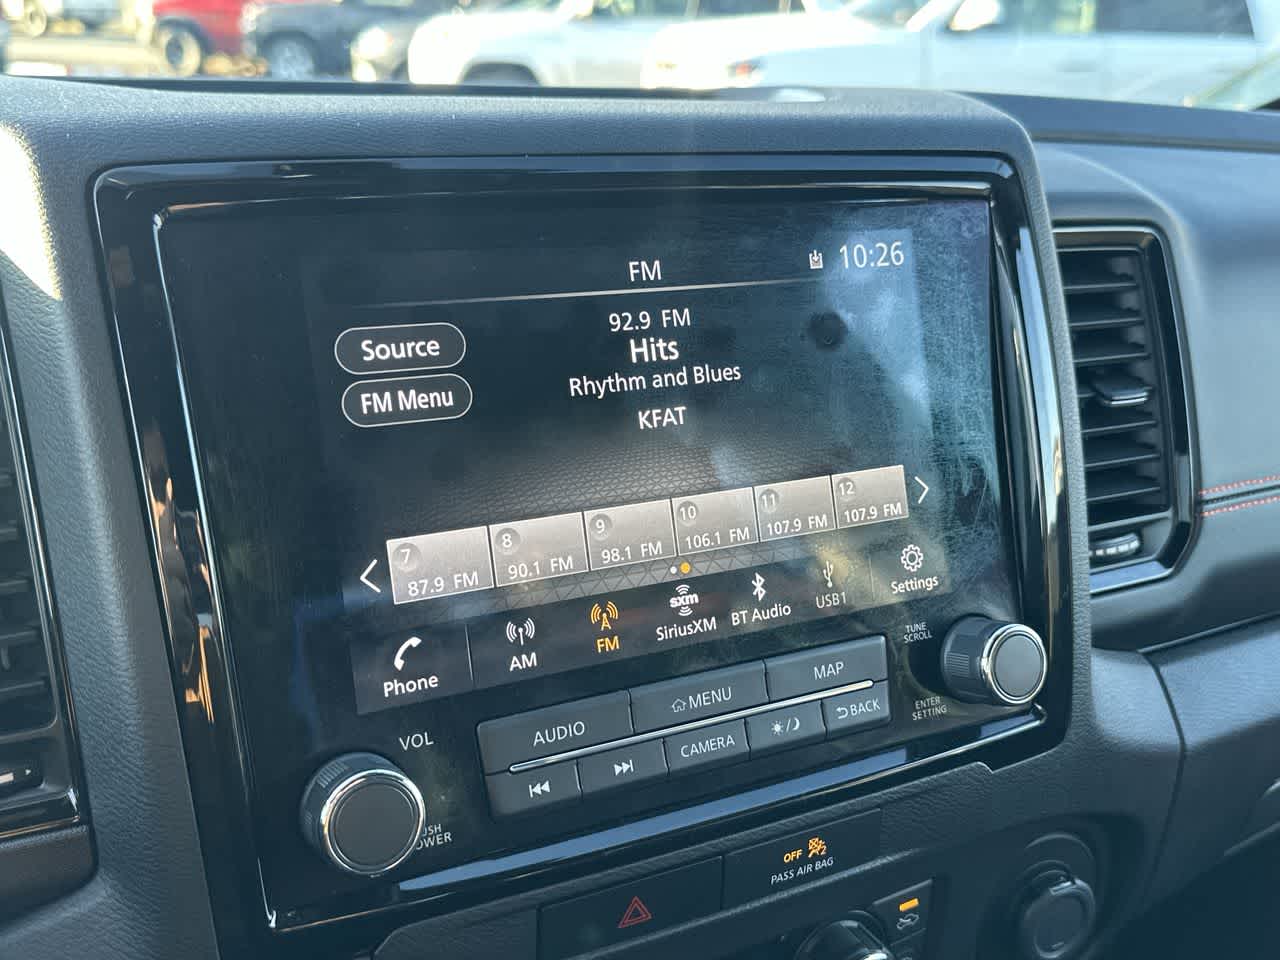 FM
10:26
Source
FM Menu
92.9 FM
Hits
Rhythm and Blues
KFAT
7
87.9 FM
8
90.1 FM
9
98.1 FM
10
106.1 FM
11
107.9 FM
12
107.9 FM
Phone
AM
FM
sxm
SiriusXM
BT Audio
USB1
Settings
TUNE
SCROLL
VOL
AUDIO
MENU
MAP
CAMERA
BACK
ENTER
SETTING
OFF
2
PASS AIR BAG